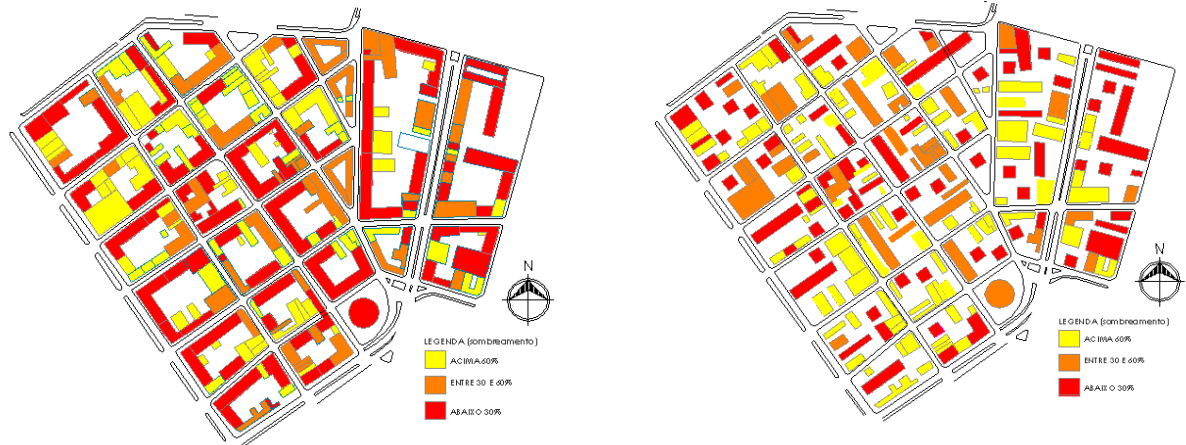 N
LEGENDA (sombreamento)
ACIMA 60%
ENTRE 30 E 60%
ABAIXO 30%
N
LEGENDA (sombreamento)
ACIMA 60%
ENTRE 30 E 60%
ABAIXO 30%